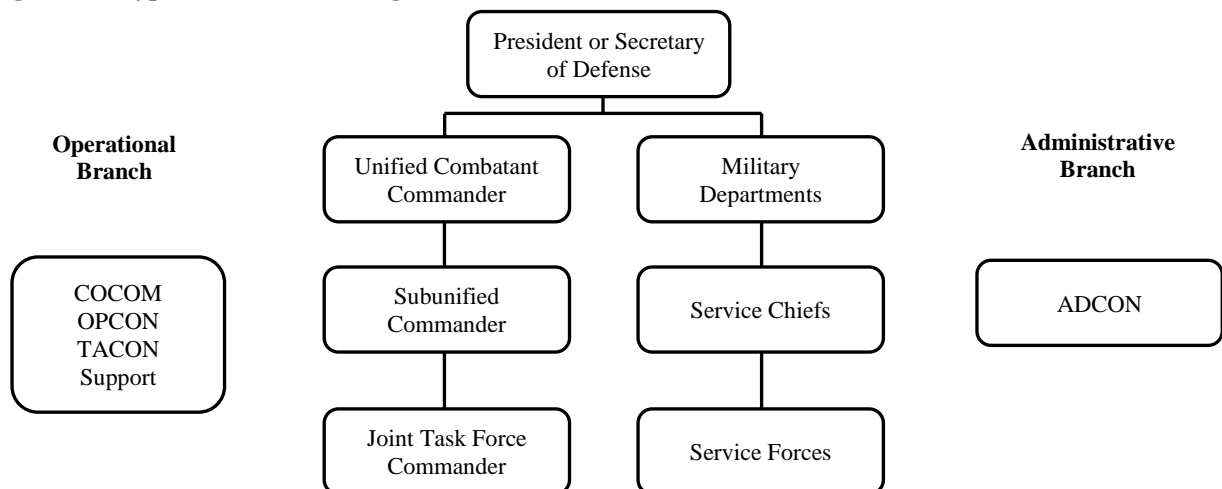 President or Secretary
of Defense
Operational
Branch
Unified Combatant
Commander
Military
Departments
Administrative
Branch
COCOM
OPCON
TACON
Support
Subunified
Commander
Service Chiefs
ADCON
Joint Task Force
Commander
Service Forces